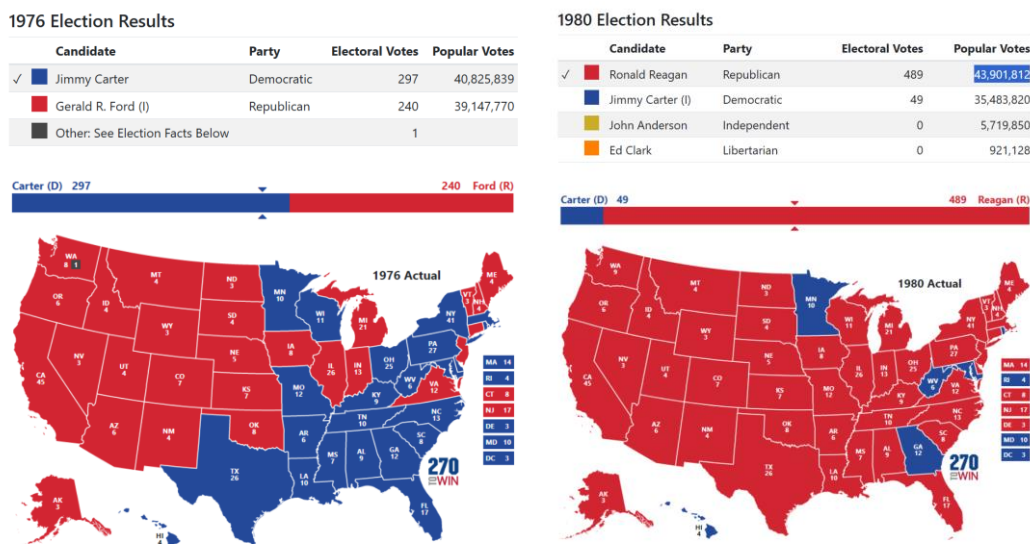 1976 Election Results
Candidate Party Electoral Votes Popular Votes
✓ Jimmy Carter Democratic 297 40,825,839
Gerald R. Ford (I) Republican 240 39,147,770
Other: See Election Facts Below 1
Carter (D) 297 240 Ford (R)
1976 Actual
WA 8 1
OR 6
CA 45
NV 3
ID 4
MT 4
WY 3
UT 4
AZ 6
CO 7
NM 4
ND 3
SD 4
NE 5
KS 7
OK 8
TX 26
MN 10
IA 8
MO 12
AR 6
LA 10
WI 11
IL 26
MI 21
IN 13
OH 25
KY 9
TN 10
MS 7
AL 9
GA 12
FL 17
SC 8
NC 13
VA 12
WV 6
PA 27
NY 41
VT 3
NH 4
ME 4
MA 14
RI 4
CT 8
NJ 17
DE 3
MD 10
DC 3
AK 3
HI 4
270
TO WIN
1980 Election Results
Candidate Party Electoral Votes Popular Votes
✓ Ronald Reagan Republican 489 43,901,812
Jimmy Carter (I) Democratic 49 35,483,820
John Anderson Independent 0 5,719,850
Ed Clark Libertarian 0 921,128
Carter (D) 49 489 Reagan (R)
1980 Actual
WA 9
OR 6
CA 45
NV 3
ID 4
MT 4
WY 3
UT 4
AZ 6
CO 7
NM 4
ND 3
SD 4
NE 5
KS 7
OK 8
TX 26
MN 10
IA 8
MO 12
AR 6
LA 10
WI 11
IL 26
MI 21
IN 13
OH 25
KY 9
TN 10
MS 7
AL 9
GA 12
FL 17
SC 8
NC 13
VA 12
WV 6
PA 27
NY 41
VT 3
NH 4
ME 4
MA 14
RI 4
CT 8
NJ 17
DE 3
MD 10
DC 3
AK 3
HI 4
270
TO WIN